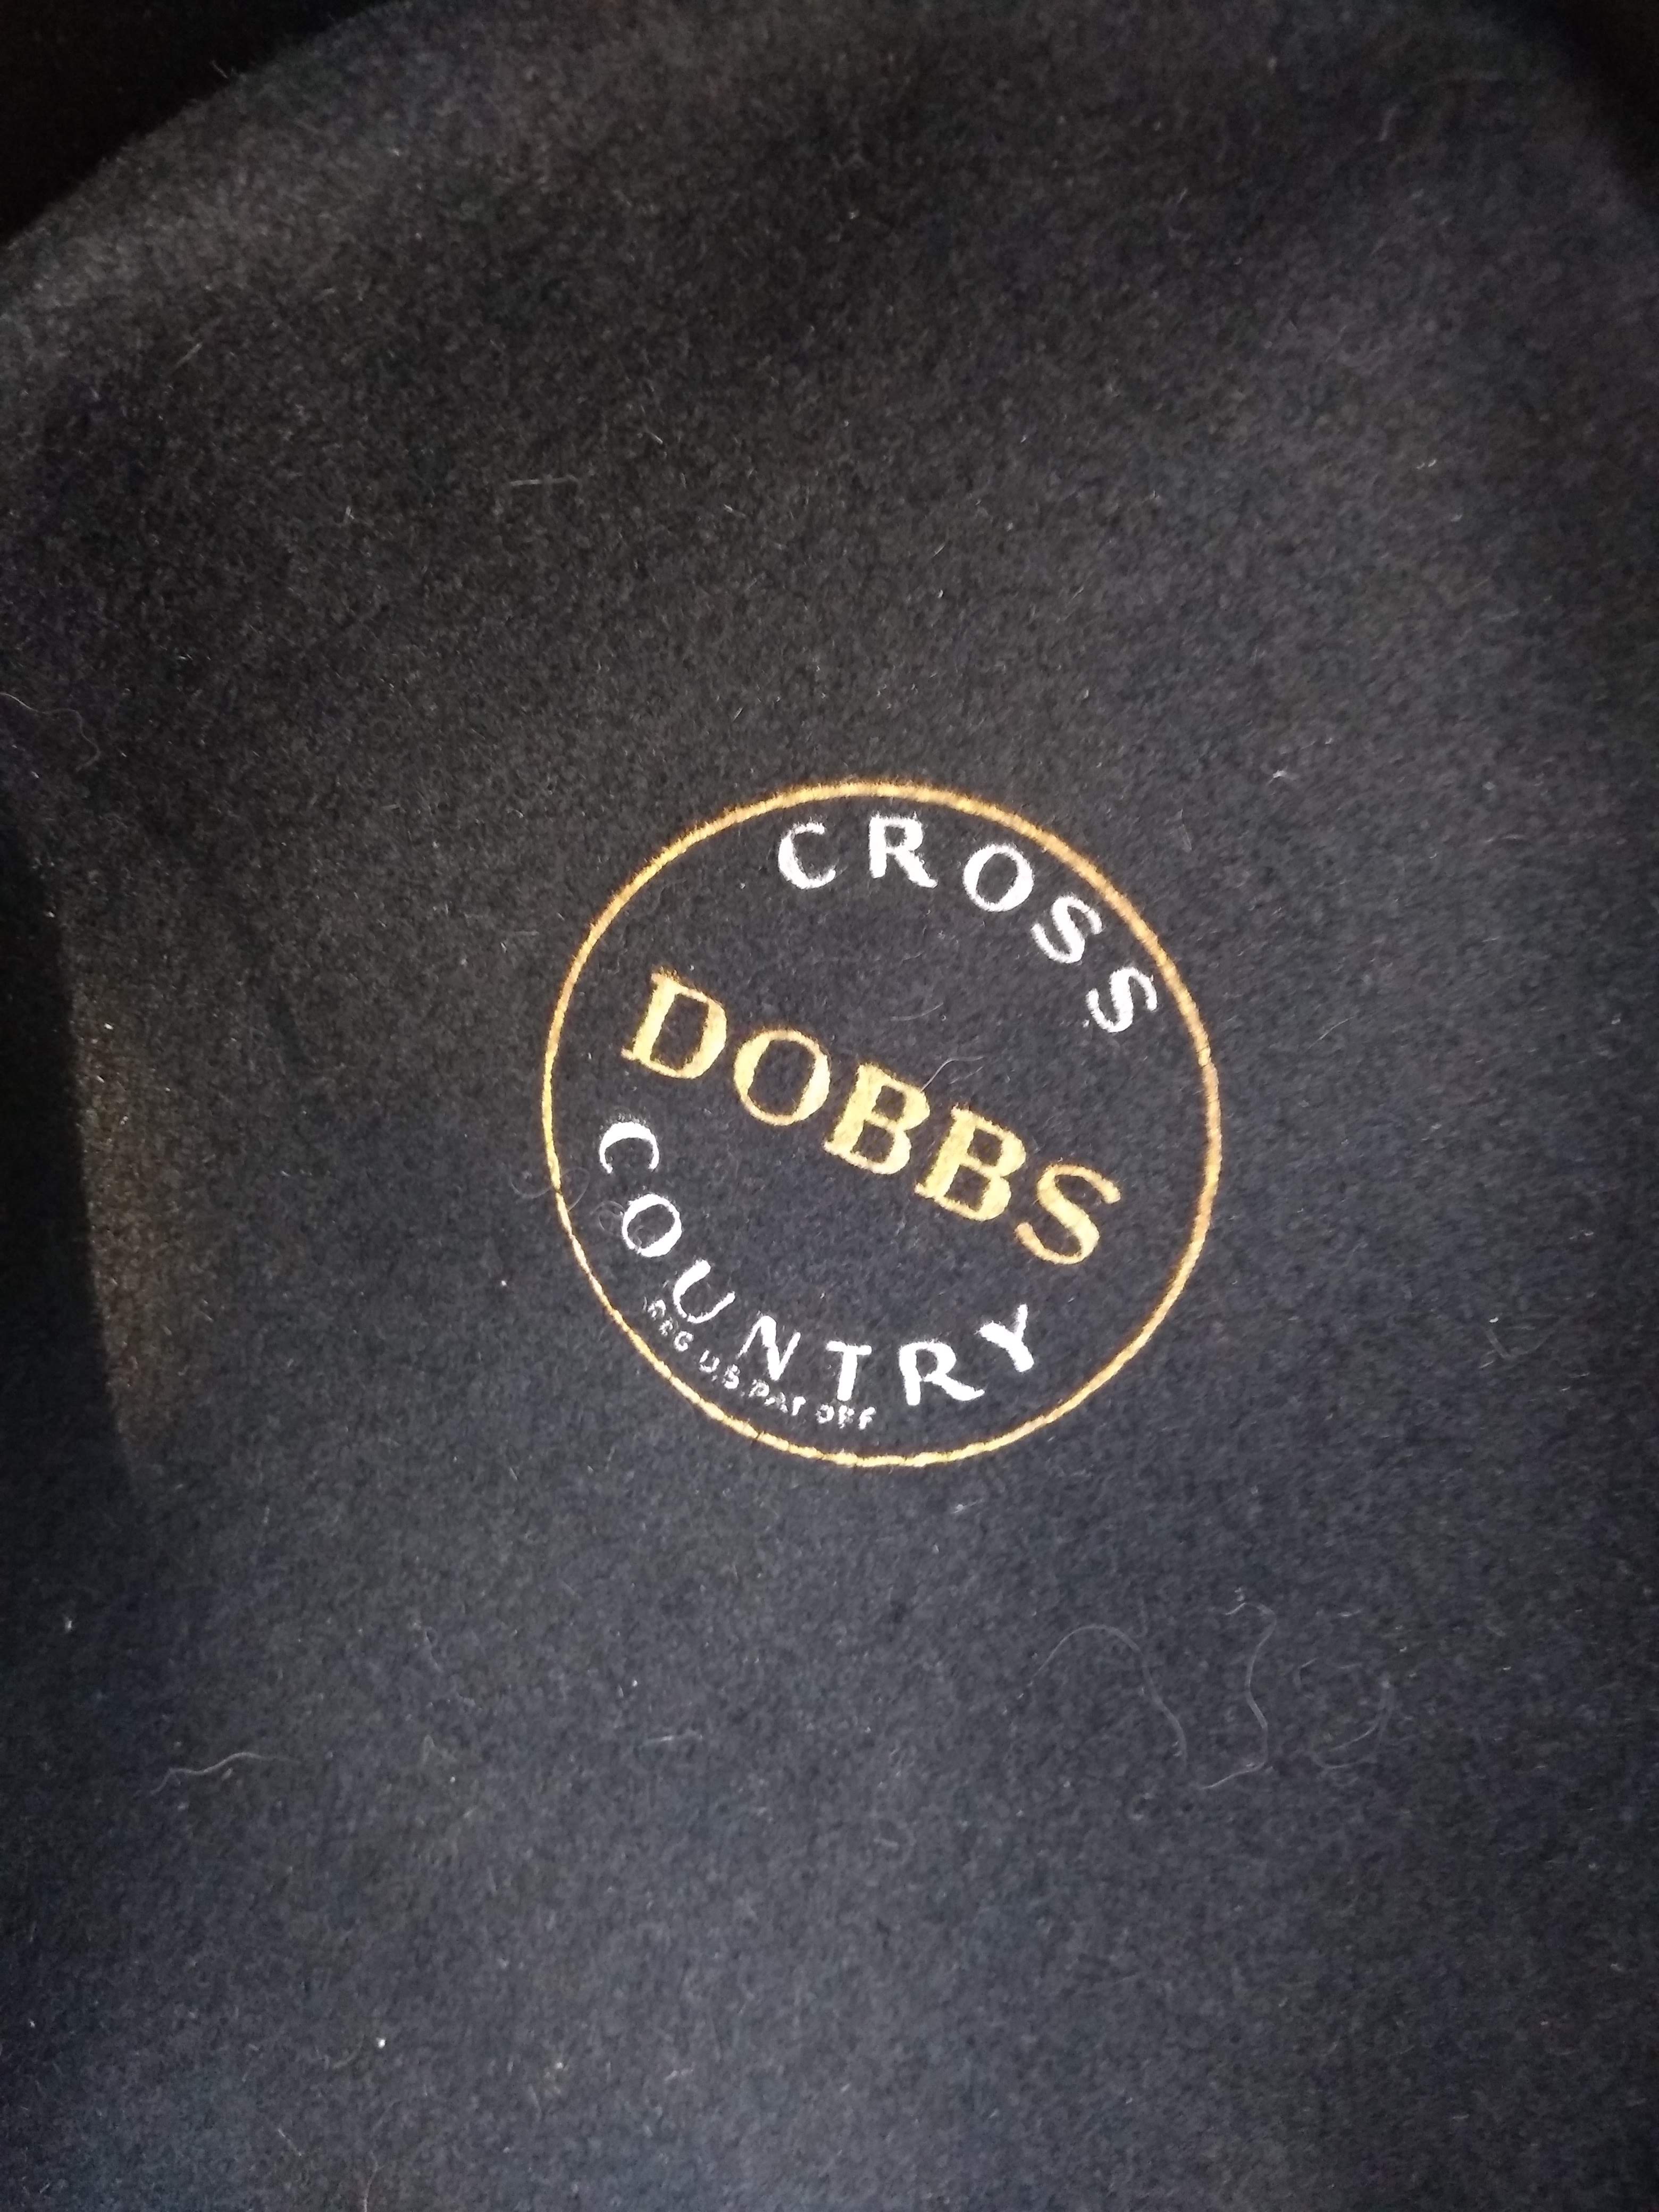 CROSS
DOBBS
COUNTRY
REG U.S. PAT OFF